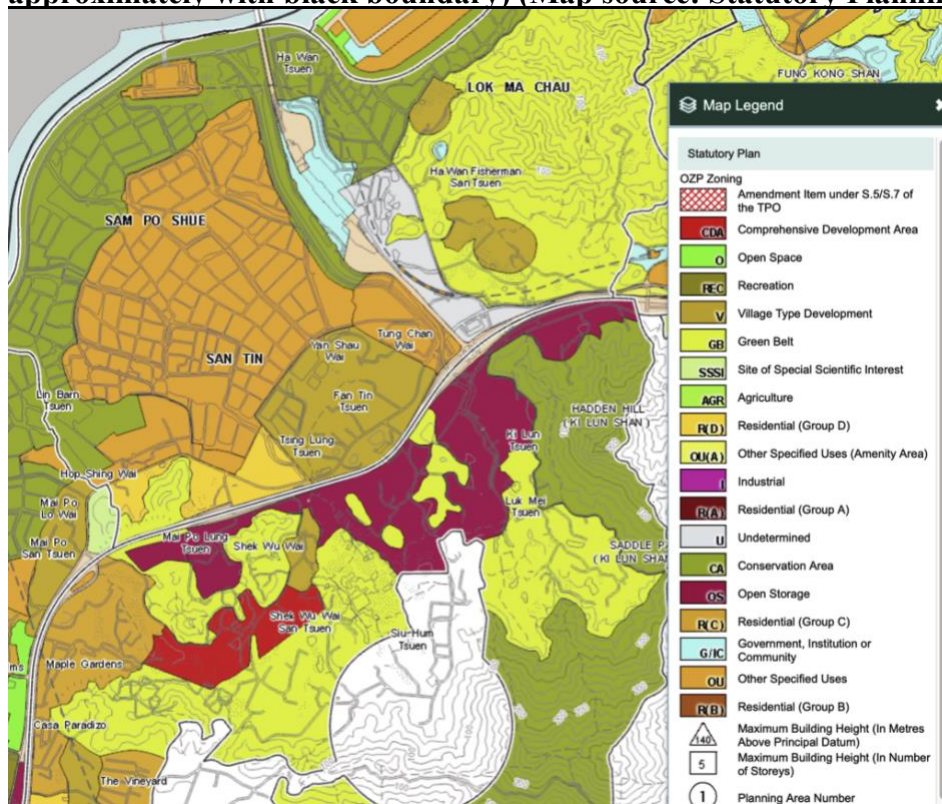 approximately with black boundary) (Map source: Statutory Plannin
Ha Wan
Tsuen
LOK MA CHAU
FUNG KONG SHAN
Ha Wan Fisherman
San Tsuen
SAM PO SHUE
Yan Shau
Wai
Tung Chan
Wai
SAN TIN
Fan Tin
Tsuen
Lin Barn
Tsuen
Tsing Lung
Tsuen
HADDEN HILL
(KI LUN SHAN)
Ki Lun
Tsuen
Hop Shing Wai
Mai Po
Lo Wai
Mai Po
San Tsuen
Mai Po Lung
Tsuen
Shek Wu Wai
Luk Mei
Tsuen
SADDLE P
(KI LUN SHAN
Shek Wu Wai
San Tsuen
Siu Hum
Tsuen
Maple Gardens
ms
Casa Paradizo
The Vineyard
100
Map Legend
Statutory Plan
OZP Zoning
Amendment Item under S.5/S.7 of
the TPO
CDA Comprehensive Development Area
O Open Space
REC Recreation
V Village Type Development
GB Green Belt
SSSI Site of Special Scientific Interest
AGR Agriculture
R(D) Residential (Group D)
OU(A) Other Specified Uses (Amenity Area)
I Industrial
R(A) Residential (Group A)
U Undetermined
CA Conservation Area
OS Open Storage
R(C) Residential (Group C)
G/IC Government, Institution or
Community
OU Other Specified Uses
R(B) Residential (Group B)
140 Maximum Building Height (In Metres
Above Principal Datum)
5 Maximum Building Height (In Number
of Storeys)
1 Planning Area Number